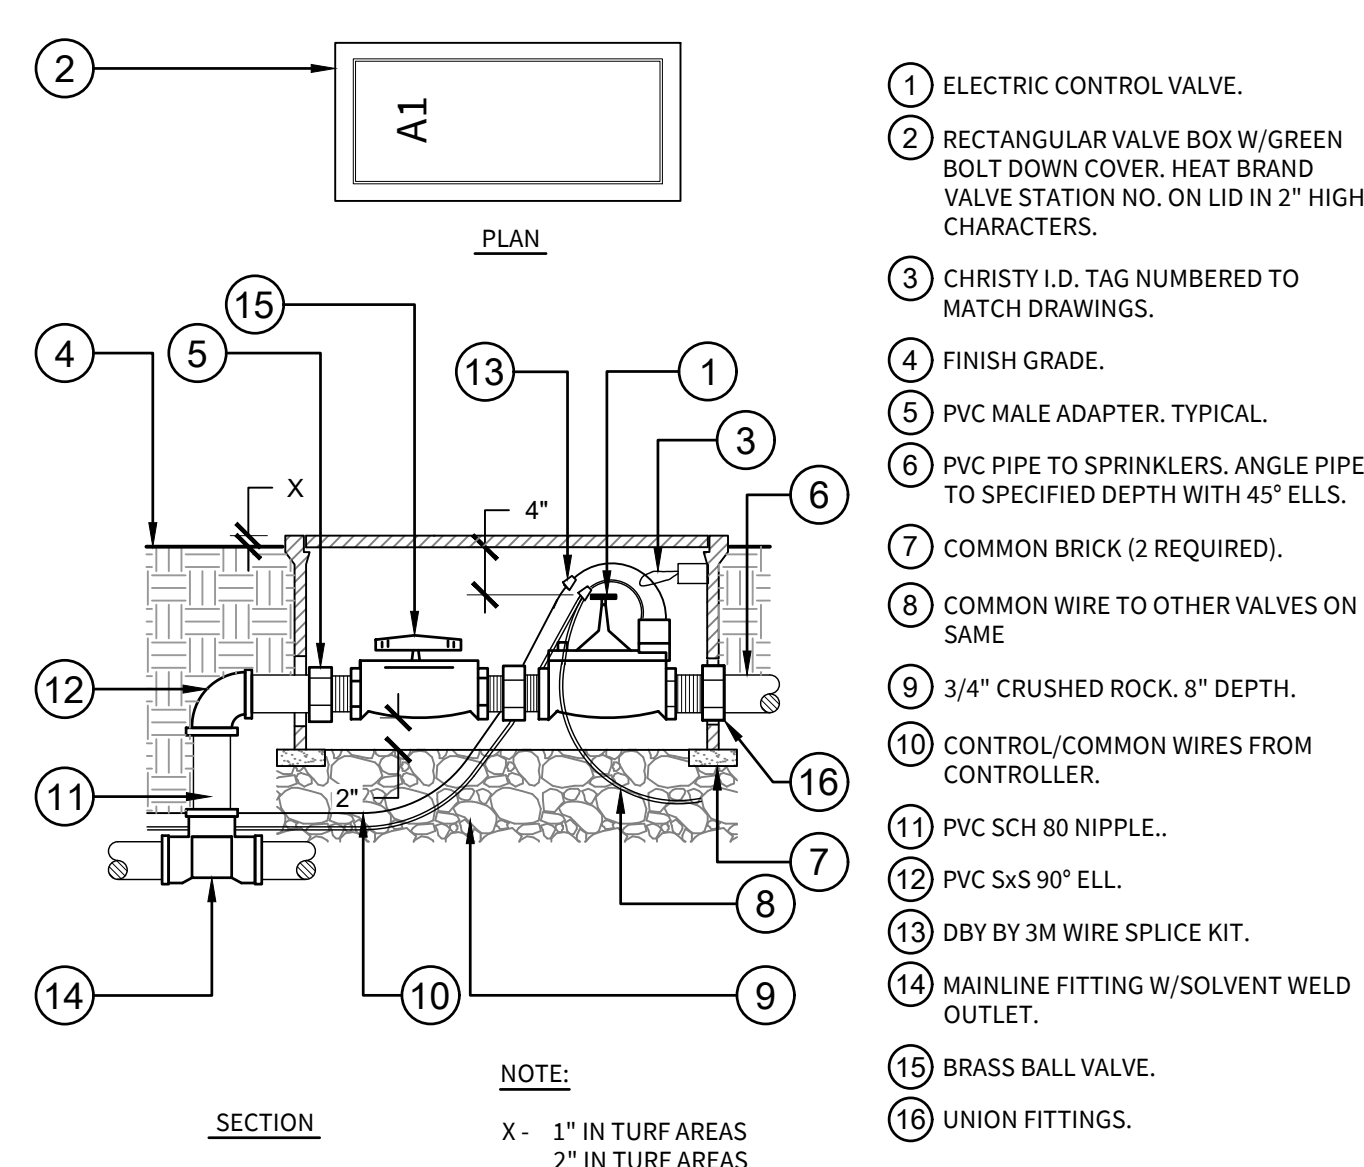 2
A1
PLAN
15
4
5
13
1
3
X
4"
6
12
11
2"
16
7
8
14
10
9
SECTION
NOTE:
X - 1" IN TURF AREAS
2" IN TURF AREAS
1 ELECTRIC CONTROL VALVE.
2 RECTANGULAR VALVE BOX W/GREEN
BOLT DOWN COVER. HEAT BRAND
VALVE STATION NO. ON LID IN 2" HIGH
CHARACTERS.
3 CHRISTY I.D. TAG NUMBERED TO
MATCH DRAWINGS.
4 FINISH GRADE.
5 PVC MALE ADAPTER. TYPICAL.
6 PVC PIPE TO SPRINKLERS. ANGLE PIPE
TO SPECIFIED DEPTH WITH 45° ELLS.
7 COMMON BRICK (2 REQUIRED).
8 COMMON WIRE TO OTHER VALVES ON
SAME
9 3/4" CRUSHED ROCK. 8" DEPTH.
10 CONTROL/COMMON WIRES FROM
CONTROLLER.
11 PVC SCH 80 NIPPLE..
12 PVC SxS 90° ELL.
13 DBY BY 3M WIRE SPLICE KIT.
14 MAINLINE FITTING W/SOLVENT WELD
OUTLET.
15 BRASS BALL VALVE.
16 UNION FITTINGS.